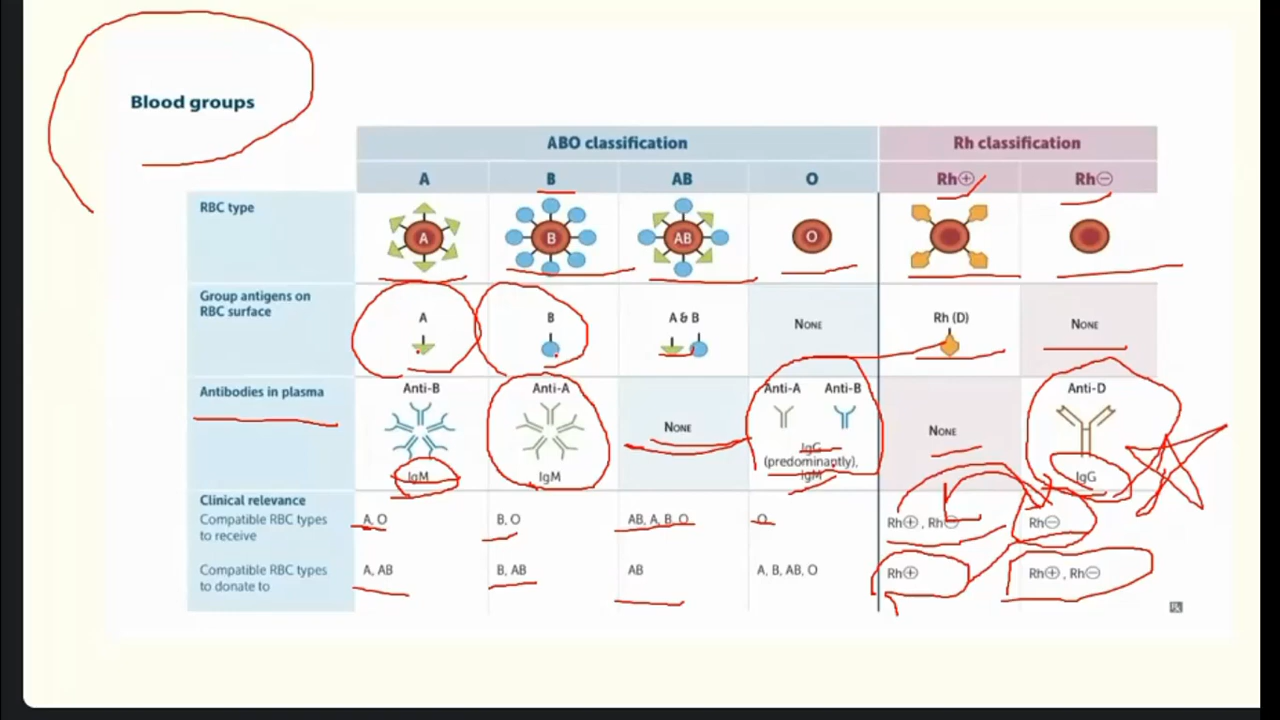 Blood groups
ABO classification
Rh classification
A
B
AB
O
Rh⊕
Rh⊖
RBC type
A
B
AB
O
Group antigens on
RBC surface
A
B
A & B
NONE
Rh (D)
NONE
Antibodies in plasma
Anti-B
IgM
Anti-A
IgM
NONE
Anti-A
Anti-B
IgG
(predominantly),
IgM
NONE
Anti-D
IgG
Clinical relevance
Compatible RBC types
to receive
A, O
B, O
AB, A, B, O
O
Rh⊕, Rh⊖
Rh⊖
Compatible RBC types
to donate to
A, AB
B, AB
AB
A, B, AB, O
Rh⊕
Rh⊕, Rh⊖